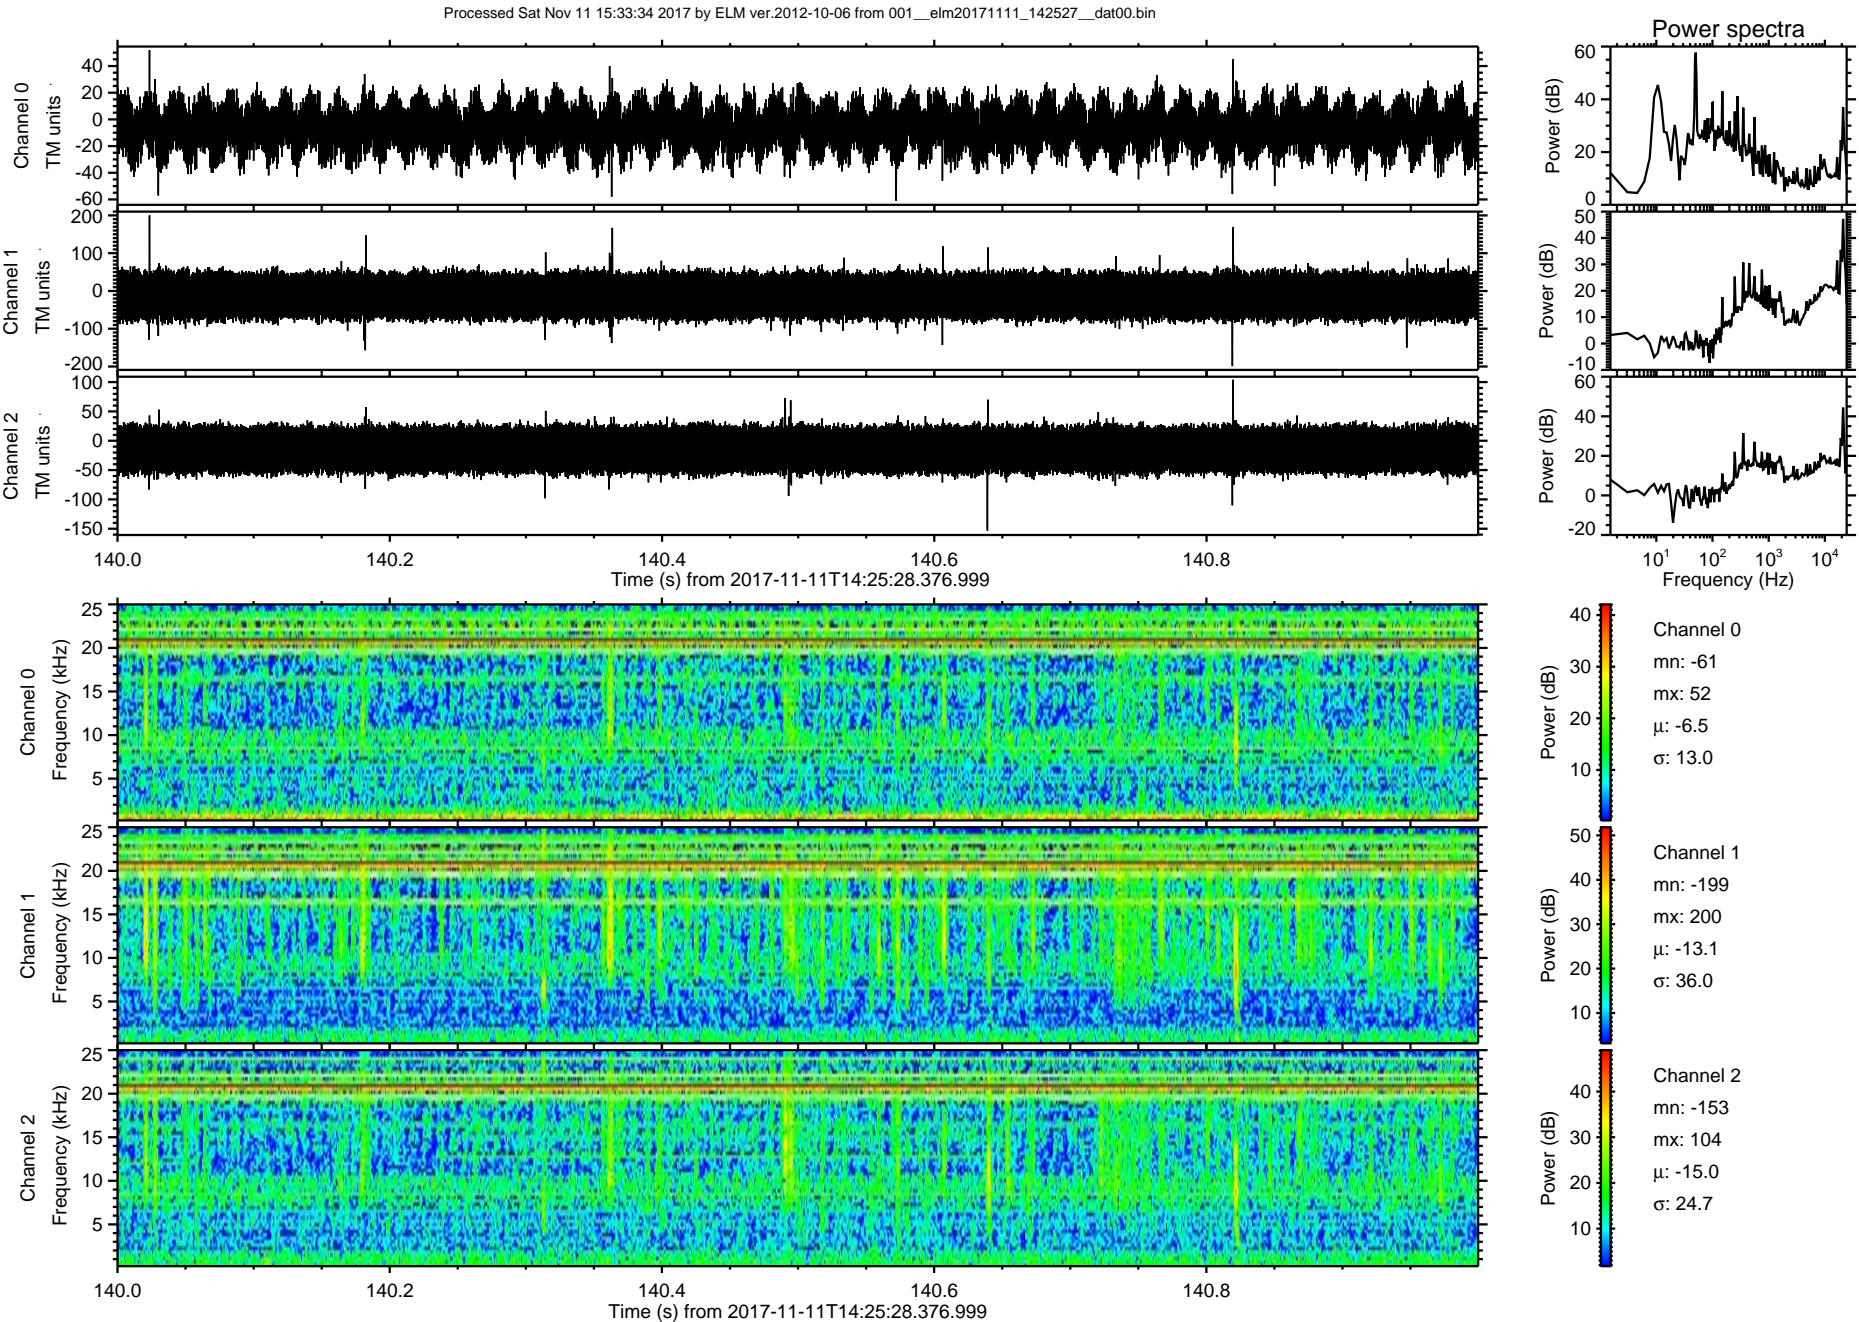 Processed Sat Nov 11 15:33:34 2017 by ELM ver.2012-10-06 from 001__elm20171111_142527__dat00.bin
Power spectra
Channel 0
TM units
40
20
0
-20
-40
-60
Power (dB)
60
40
20
0
Channel 1
TM units
200
100
0
-100
-200
Power (dB)
50
40
30
20
10
0
-10
Channel 2
TM units
100
50
0
-50
-100
-150
Power (dB)
60
40
20
0
-20
140.0 140.2 140.4 140.6 140.8
Time (s) from 2017-11-11T14:25:28.376.999
10^1 10^2 10^3 10^4
Frequency (Hz)
Channel 0
Frequency (kHz)
25
20
15
10
5
Power (dB)
40
30
20
10
Channel 0
mn: -61
mx: 52
μ: -6.5
σ: 13.0
Channel 1
Frequency (kHz)
25
20
15
10
5
Power (dB)
50
40
30
20
10
Channel 1
mn: -199
mx: 200
μ: -13.1
σ: 36.0
Channel 2
Frequency (kHz)
25
20
15
10
5
Power (dB)
40
30
20
10
Channel 2
mn: -153
mx: 104
μ: -15.0
σ: 24.7
140.0 140.2 140.4 140.6 140.8
Time (s) from 2017-11-11T14:25:28.376.999